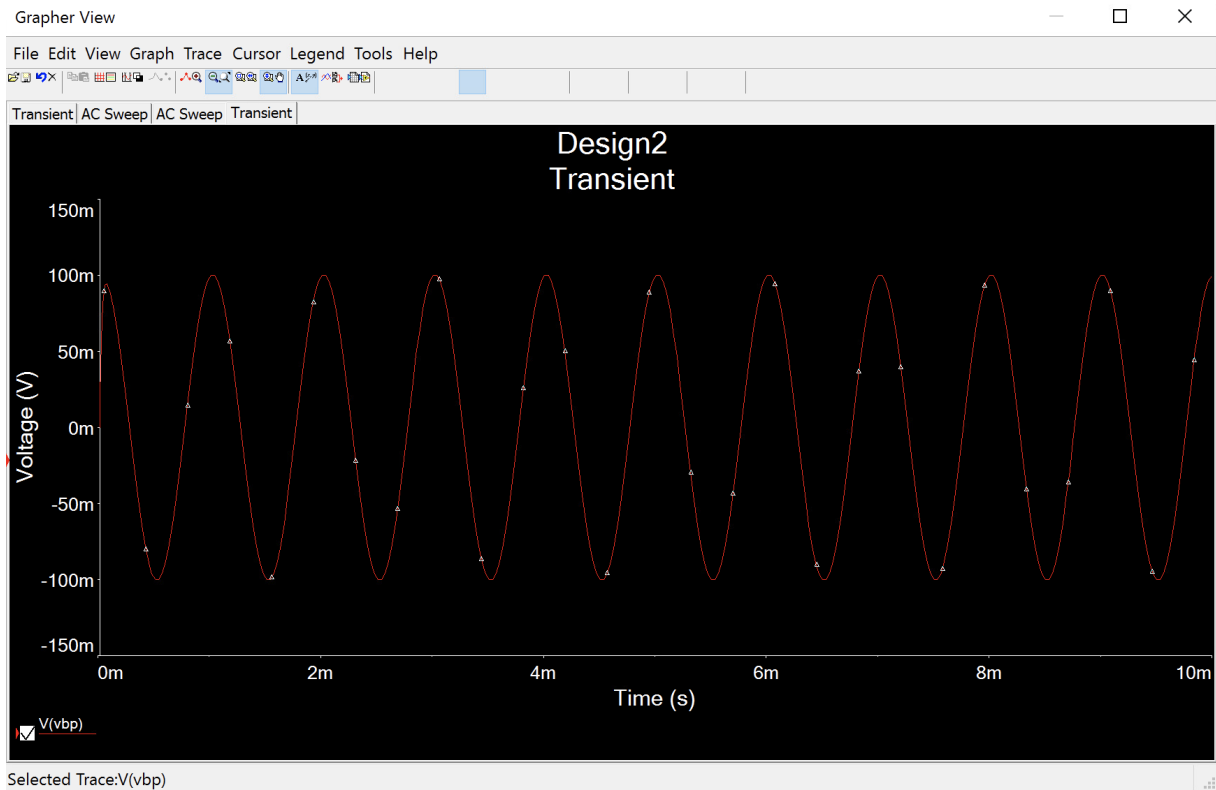 Grapher View
File Edit View Graph Trace Cursor Legend Tools Help
Transient AC Sweep AC Sweep Transient
Design2
Transient
150m
100m
50m
0m
-50m
-100m
-150m
Voltage (V)
0m 2m 4m 6m 8m 10m
Time (s)
V(vbp)
Selected Trace:V(vbp)